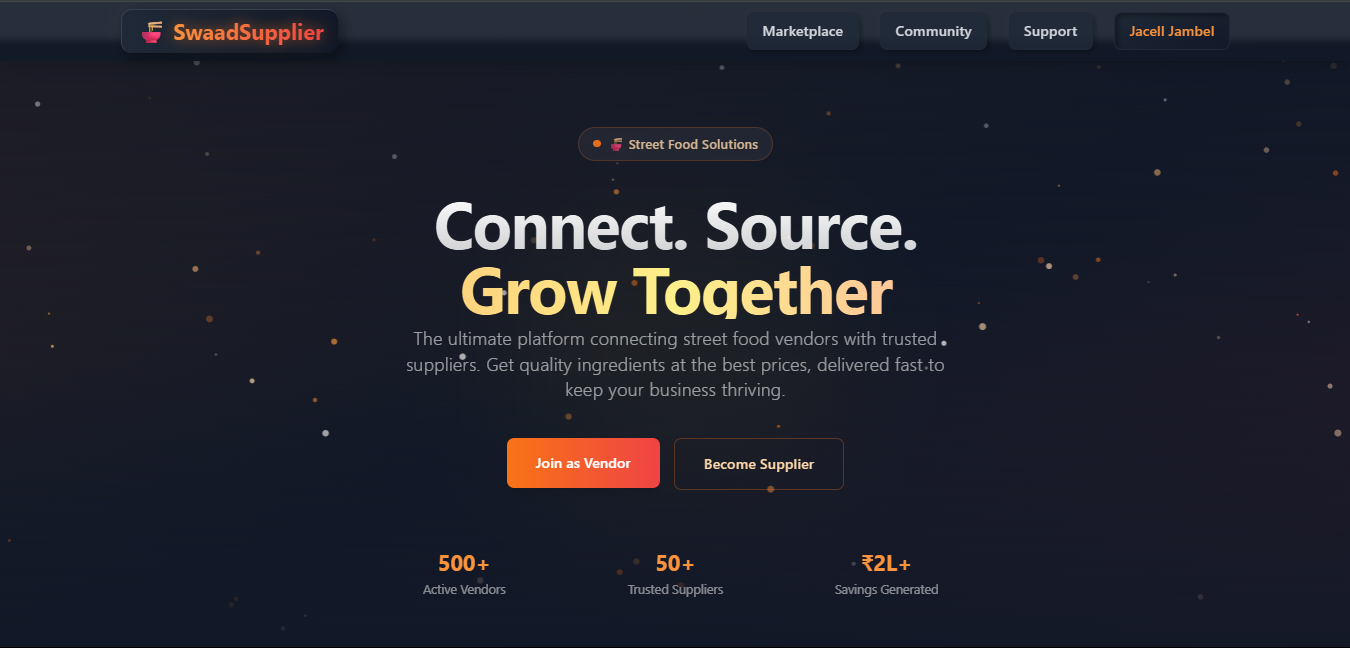 SwaadSupplier
Marketplace
Community
Support
Jacell Jambel
Street Food Solutions
Connect. Source.
Grow Together
The ultimate platform connecting street food vendors with trusted
suppliers. Get quality ingredients at the best prices, delivered fast to
keep your business thriving.
Join as Vendor
Become Supplier
500+
Active Vendors
50+
Trusted Suppliers
₹2L+
Savings Generated